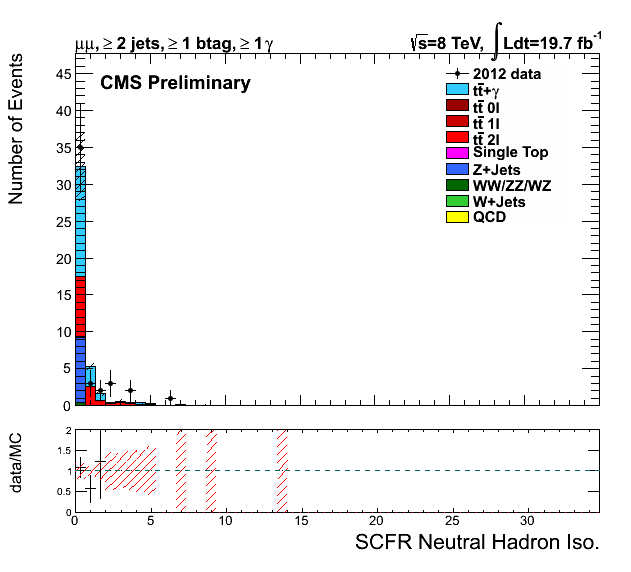 μμ, ≥ 2 jets, ≥ 1 btag, ≥ 1 γ
√s=8 TeV, ∫Ldt=19.7 fb⁻¹
CMS Preliminary
2012 data
tt̄+γ
tt̄ 0l
tt̄ 1l
tt̄ 2l
Single Top
Z+Jets
WW/ZZ/WZ
W+Jets
QCD
Number of Events
45
40
35
30
25
20
15
10
5
0
data/MC
2
1.5
1
0.5
0
0 5 10 15 20 25 30
SCFR Neutral Hadron Iso.